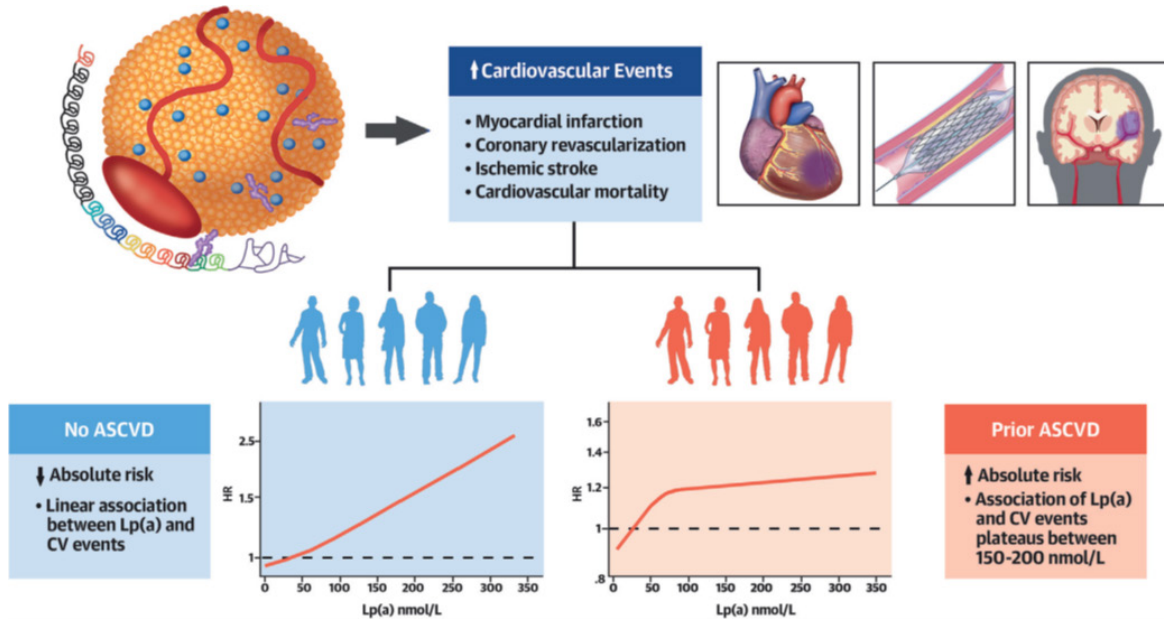 Cardiovascular Events
• Myocardial infarction
• Coronary revascularization
• Ischemic stroke
• Cardiovascular mortality
No ASCVD
Absolute risk
• Linear association
between Lp(a) and
CV events
HR
2.5
1.5
1
0 50 100 150 200 250 300 350
Lp(a) nmol/L
HR
1.6
1.4
1.2
1
.8
0 50 100 150 200 250 300 350
Lp(a) nmol/L
Prior ASCVD
Absolute risk
• Association of Lp(a)
and CV events
plateaus between
150-200 nmol/L